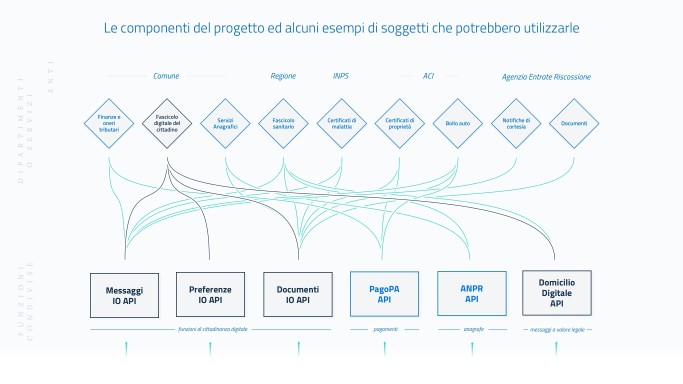 Le componenti del progetto ed alcuni esempi di soggetti che potrebbero utilizzarle
ENTI
Comune
Regione
INPS
ACI
Agenzia Entrate Riscossione
DIPARTIMENTI
O SERVIZI
Finanze e
oneri
tributari
Fascicolo
digitale del
cittadino
Servizi
Anagrafici
Fascicolo
sanitario
Certificati di
malattia
Certificati di
proprietà
Bollo auto
Notifiche di
cortesia
Documenti
FUNZIONI
CONDIVISE
Messaggi
IO API
Preferenze
IO API
Documenti
IO API
PagoPA
API
ANPR
API
Domicilio
Digitale
API
funzioni di cittadinanza digitale
pagamenti
anagrafe
messaggi a valore legale